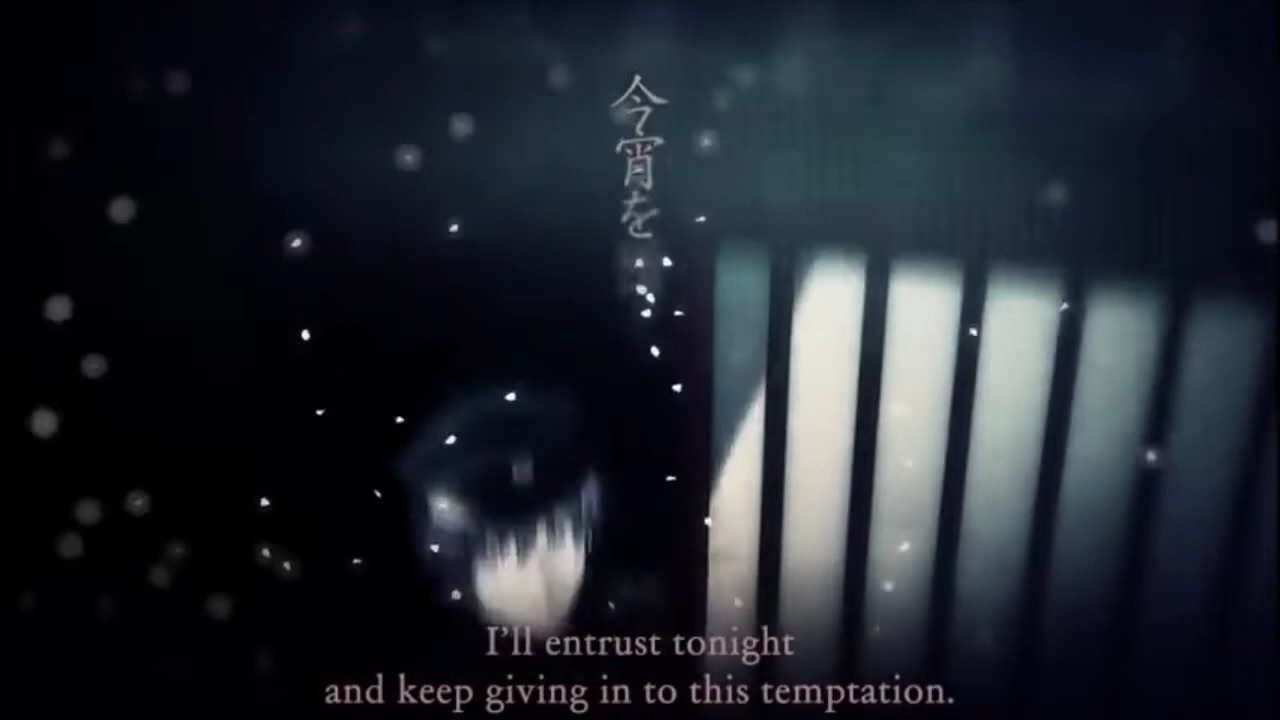 今宵を
I'll entrust tonight
and keep giving in to this temptation.